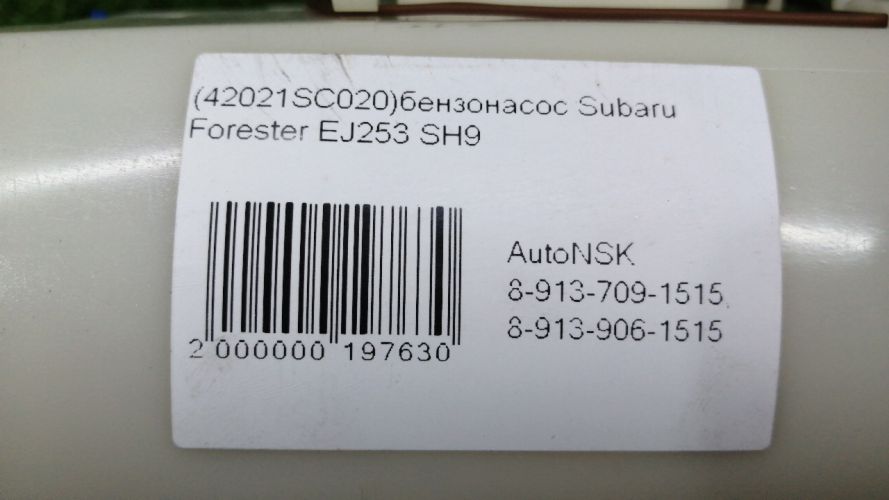 (42021SC020)бензонасос Subaru
Forester EJ253 SH9
AutoNSK
8-913-709-1515
8-913-906-1515
2 000000 197630